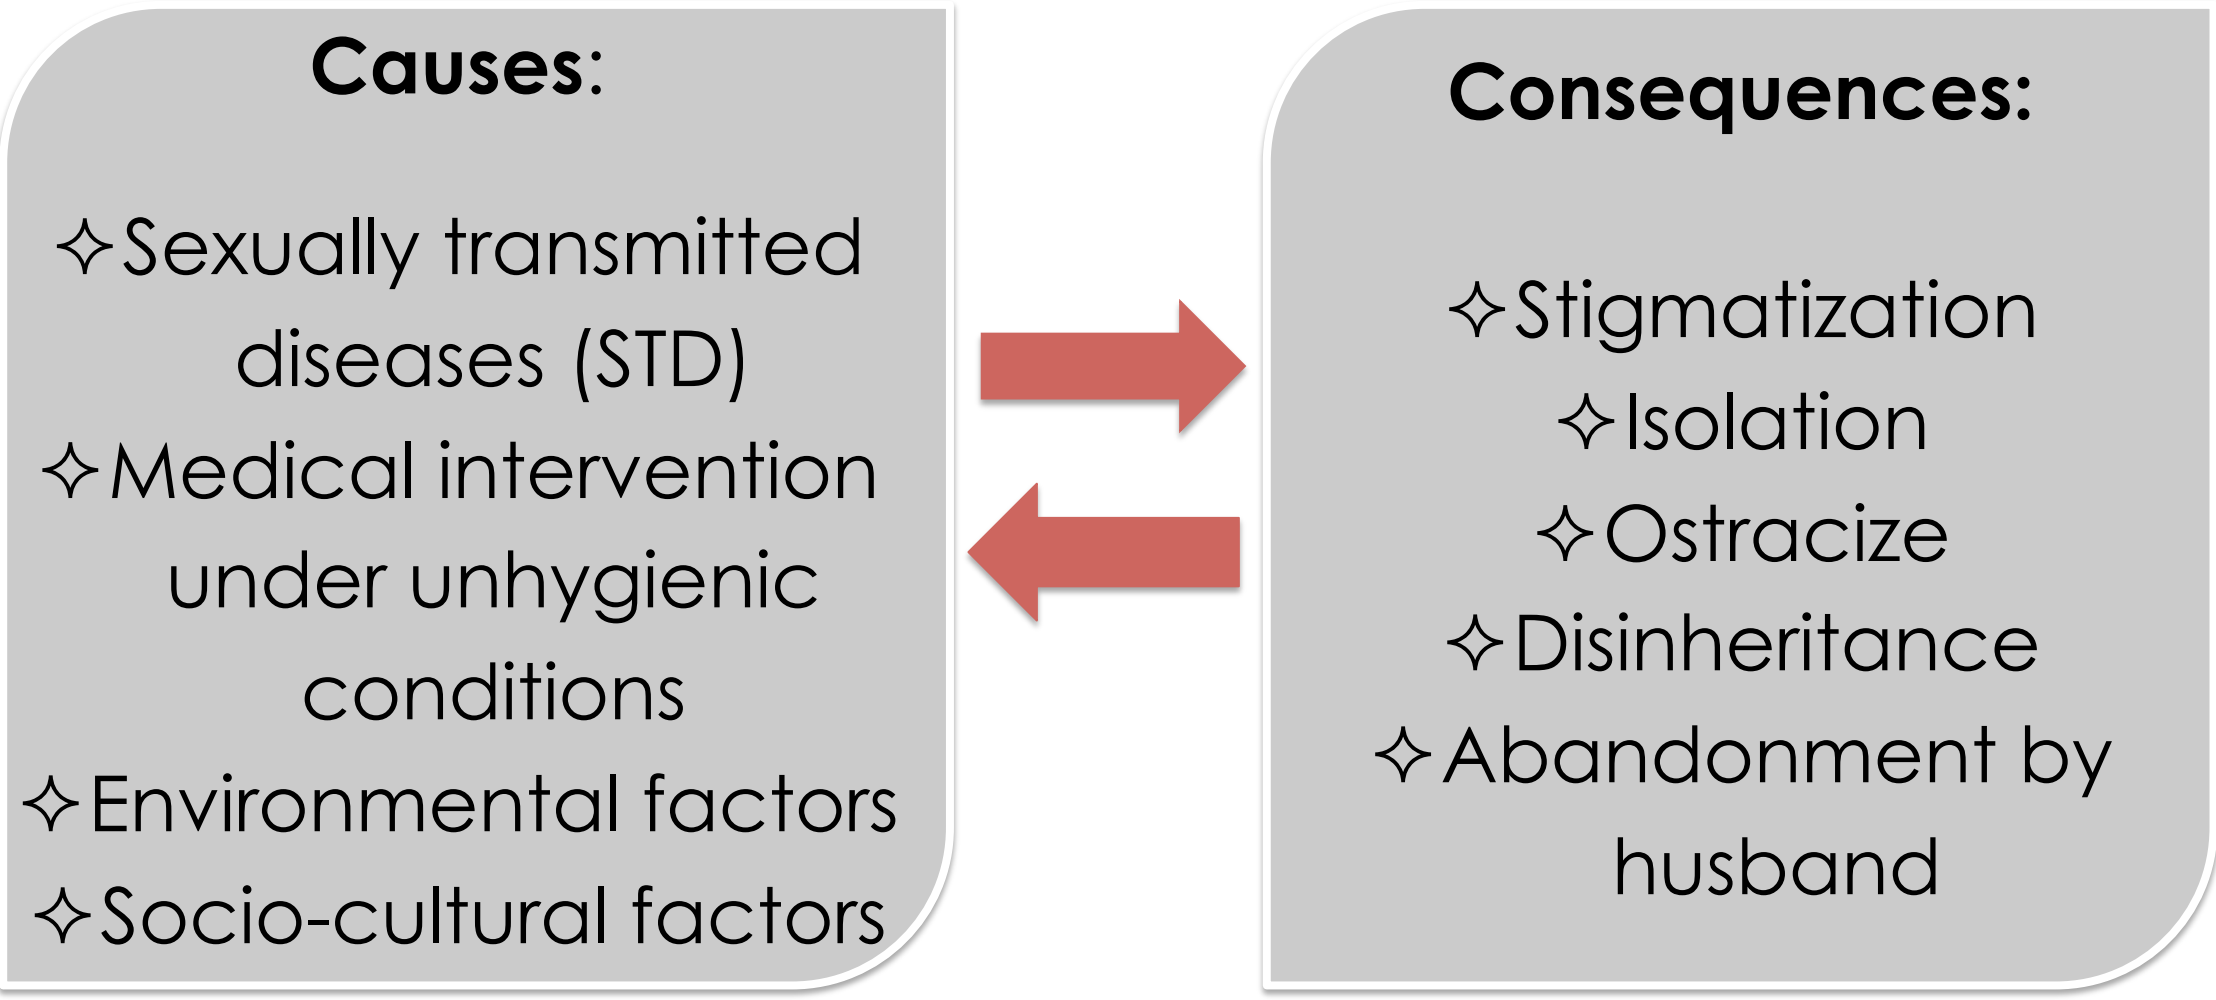 Causes:
✧Sexually transmitted
diseases (STD)
✧Medical intervention
under unhygienic
conditions
✧Environmental factors
✧Socio-cultural factors
Consequences:
✧Stigmatization
✧Isolation
✧Ostracize
✧Disinheritance
✧Abandonment by
husband